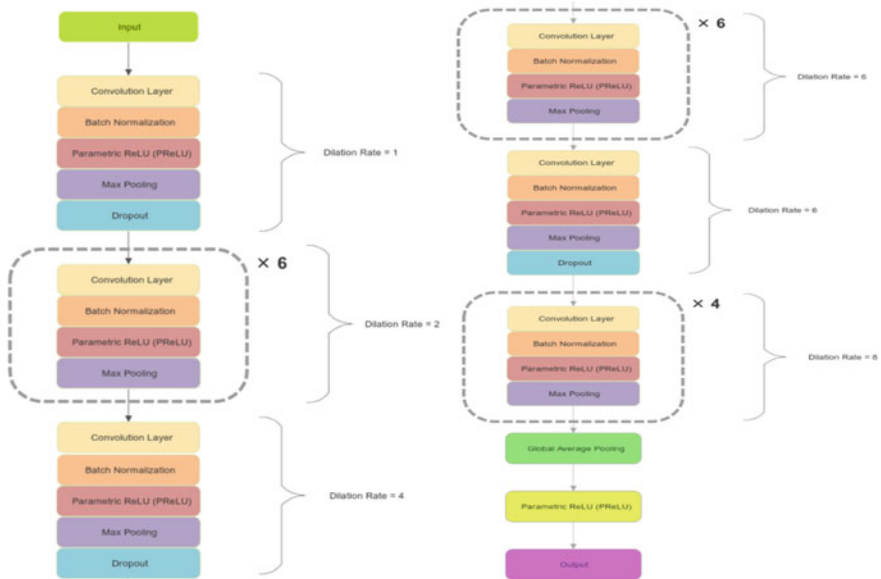 Input
Convolution Layer
Batch Normalization
Parametric ReLU (PReLU)
Max Pooling
Dropout
Dilation Rate = 1
× 6
Convolution Layer
Batch Normalization
Parametric ReLU (PReLU)
Max Pooling
Dilation Rate = 2
Convolution Layer
Batch Normalization
Parametric ReLU (PReLU)
Max Pooling
Dropout
Dilation Rate = 4
× 6
Convolution Layer
Batch Normalization
Parametric ReLU (PReLU)
Max Pooling
Dilation Rate = 6
Convolution Layer
Batch Normalization
Parametric ReLU (PReLU)
Max Pooling
Dropout
Dilation Rate = 6
× 4
Convolution Layer
Batch Normalization
Parametric ReLU (PReLU)
Max Pooling
Dilation Rate = 8
Global Average Pooling
Parametric ReLU (PReLU)
Output